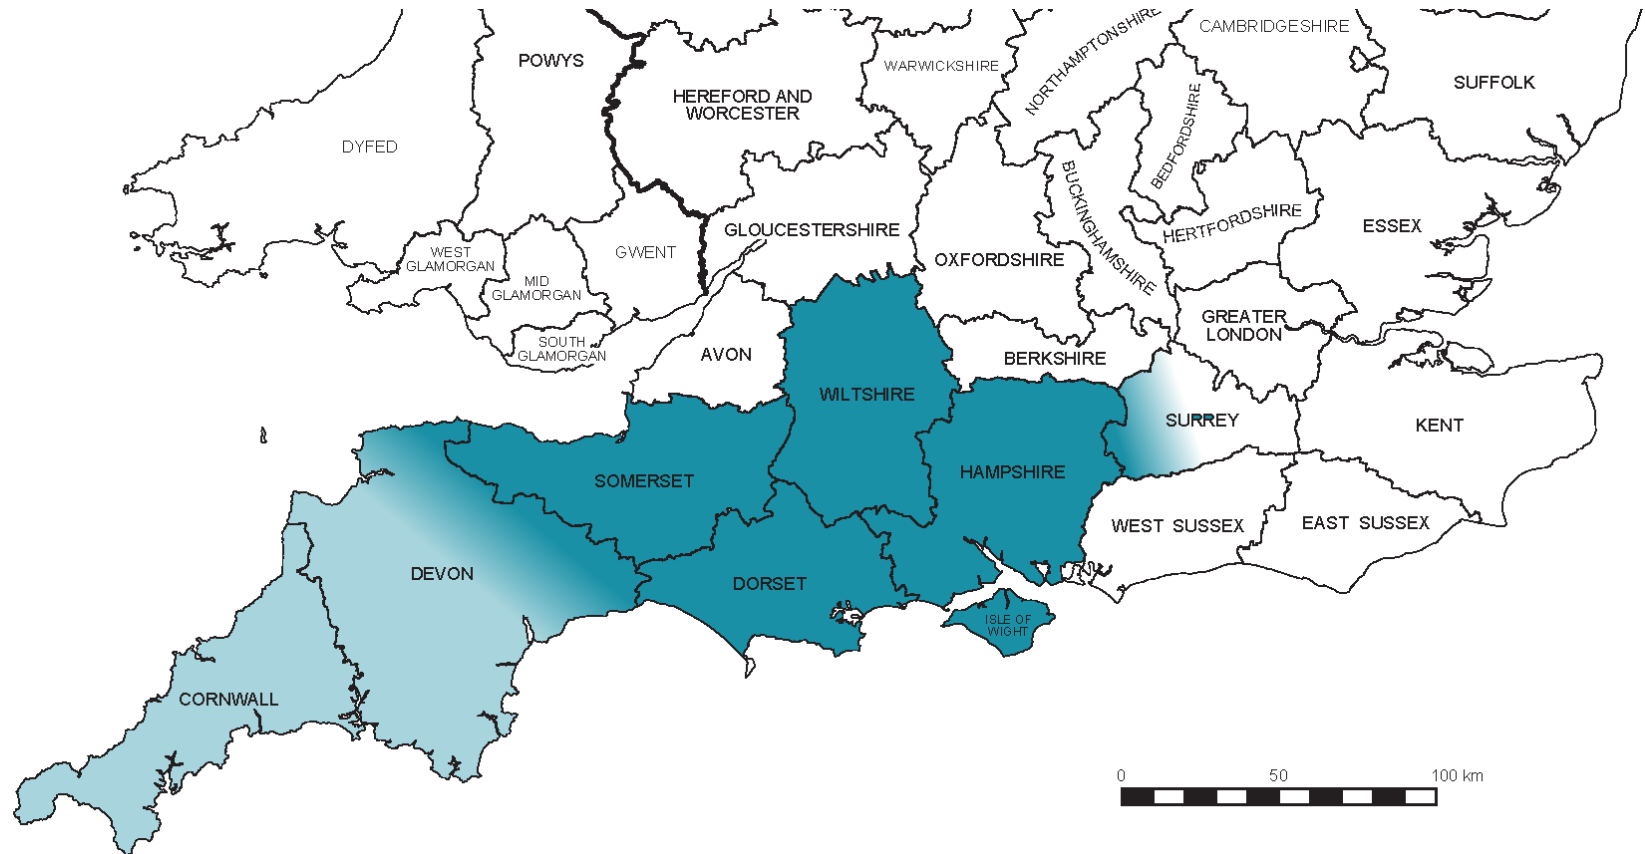 CAMBRIDGESHIRE
NORTHAMPTONSHIRE
POWYS
WARWICKSHIRE
SUFFOLK
HEREFORD AND
WORCESTER
BEDFORDSHIRE
DYFED
BUCKINGHAMSHIRE
HERTFORDSHIRE
ESSEX
GLOUCESTERSHIRE
WEST
GLAMORGAN
GWENT
OXFORDSHIRE
MID
GLAMORGAN
GREATER
LONDON
SOUTH
GLAMORGAN
AVON
BERKSHIRE
WILTSHIRE
SURREY
KENT
SOMERSET
HAMPSHIRE
WEST SUSSEX
EAST SUSSEX
DEVON
DORSET
ISLE OF
WIGHT
CORNWALL
0 50 100 km